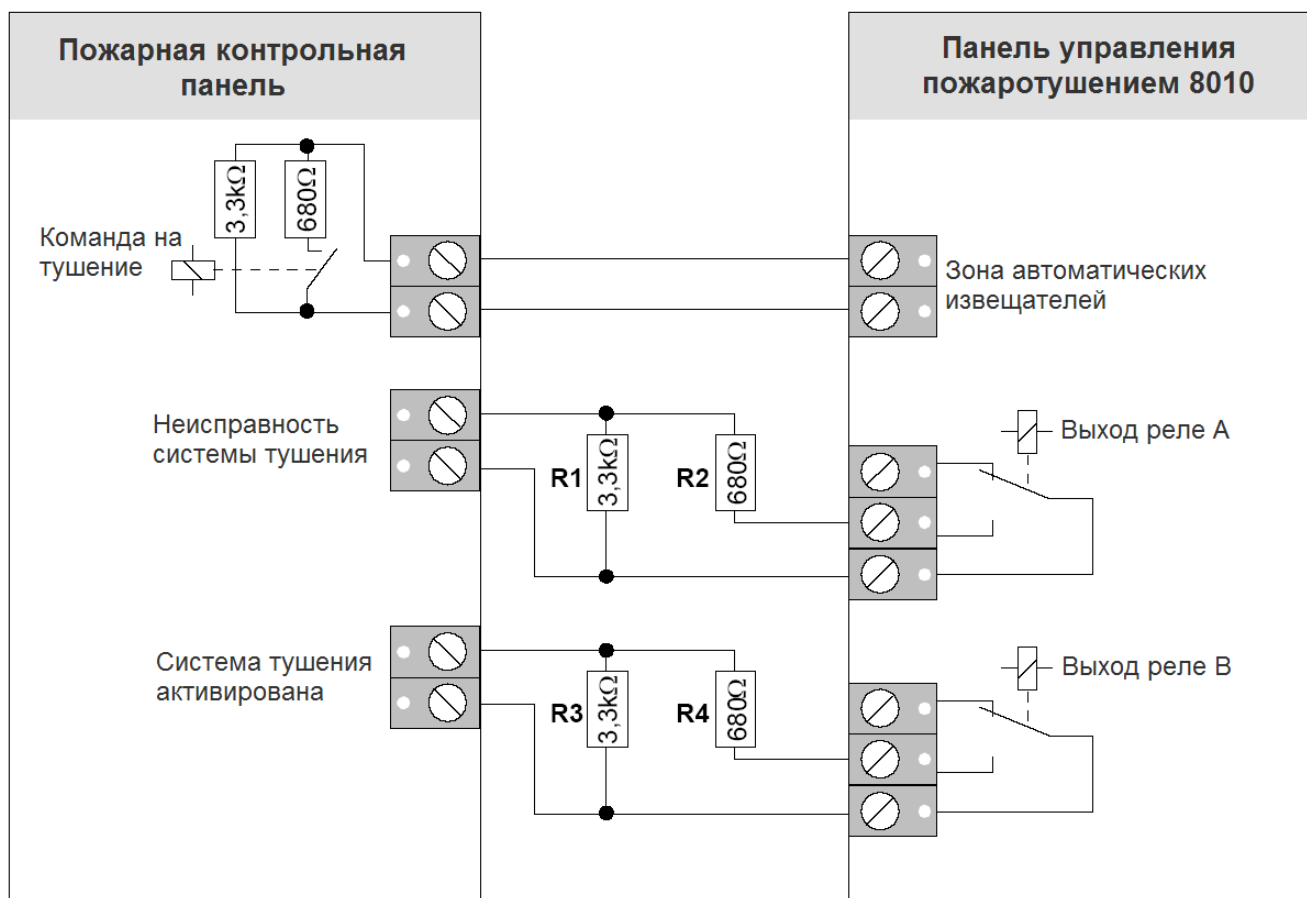 Пожарная контрольная
панель
Панель управления
пожаротушением 8010
3,3kΩ
680Ω
Команда на
тушение
Зона автоматических
извещателей
Неисправность
системы тушения
R1
3,3kΩ
R2
680Ω
Выход реле A
Система тушения
активирована
R3
3,3kΩ
R4
680Ω
Выход реле B